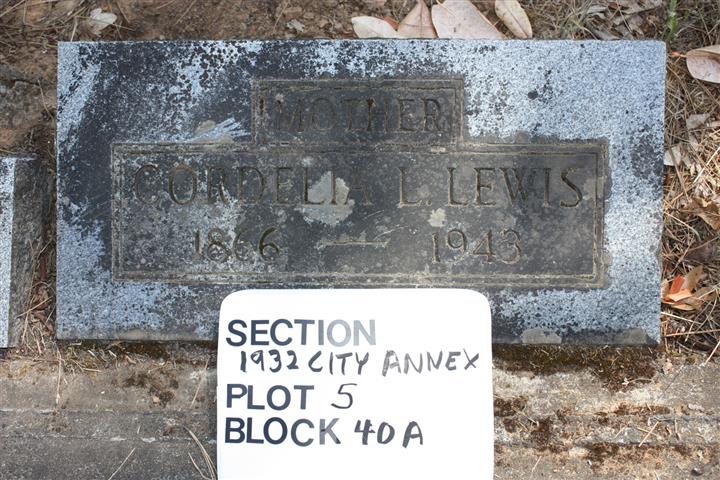 MOTHER
CORDELIA L. LEWIS
1866 — 1943
SECTION
1932 CITY ANNEX
PLOT 5
BLOCK 40A